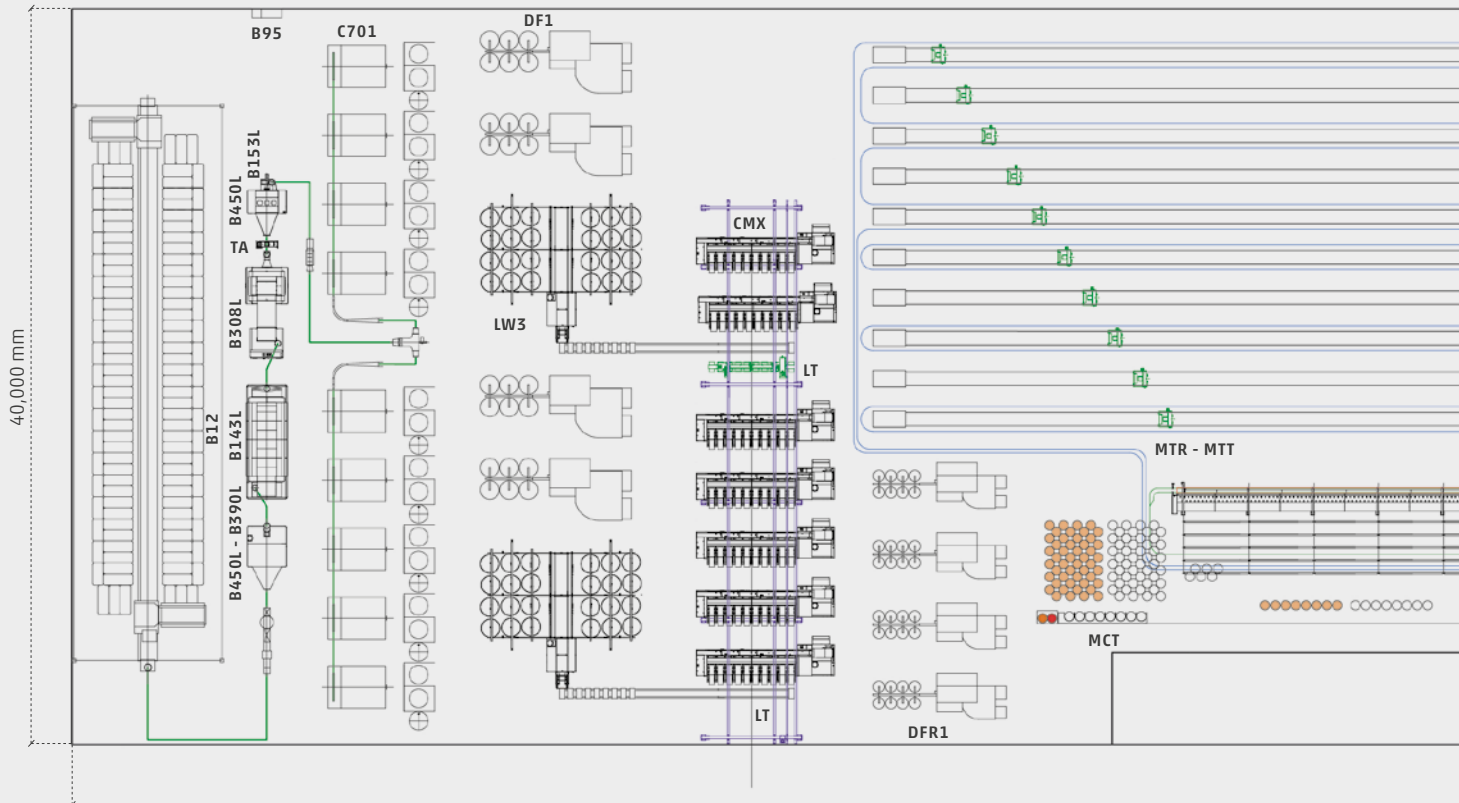 B95
C701
DF1
B153L
B450L
TA
B308L
B12
B143L
B450L - B390L
40,000 mm
LW3
CMX
LT
LT
MTR - MTT
MCT
DFR1